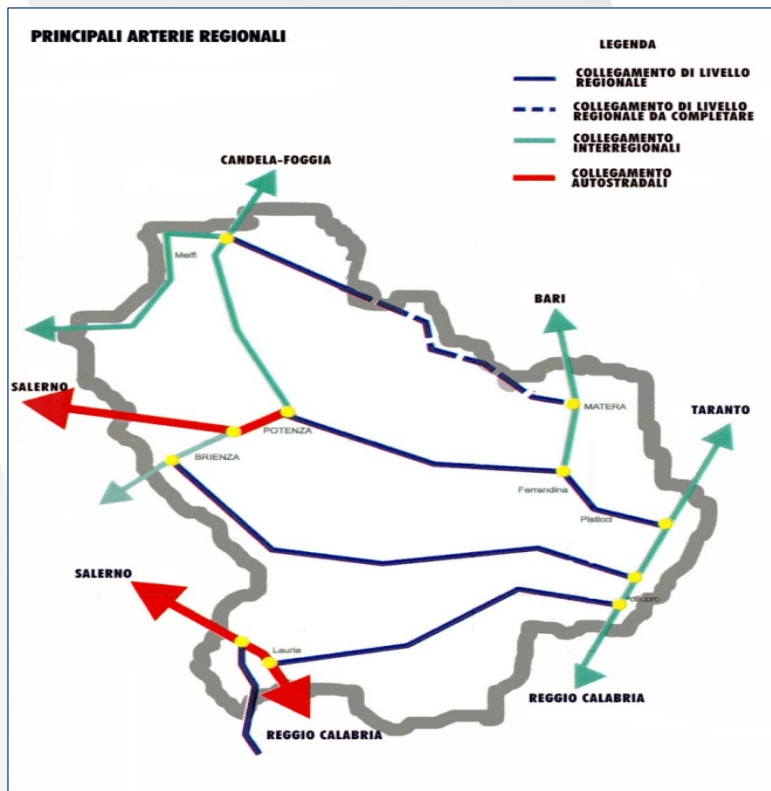 PRINCIPALI ARTERIE REGIONALI
LEGENDA
COLLEGAMENTO DI LIVELLO
REGIONALE
COLLEGAMENTO DI LIVELLO
REGIONALE DA COMPLETARE
COLLEGAMENTO
INTERREGIONALI
COLLEGAMENTO
AUTOSTRADALI
CANDELA-FOGGIA
Melfi
BARI
SALERNO
MATERA
TARANTO
POTENZA
BRIENZA
Ferrandina
Pisticci
SALERNO
Lauria
REGGIO CALABRIA
REGGIO CALABRIA